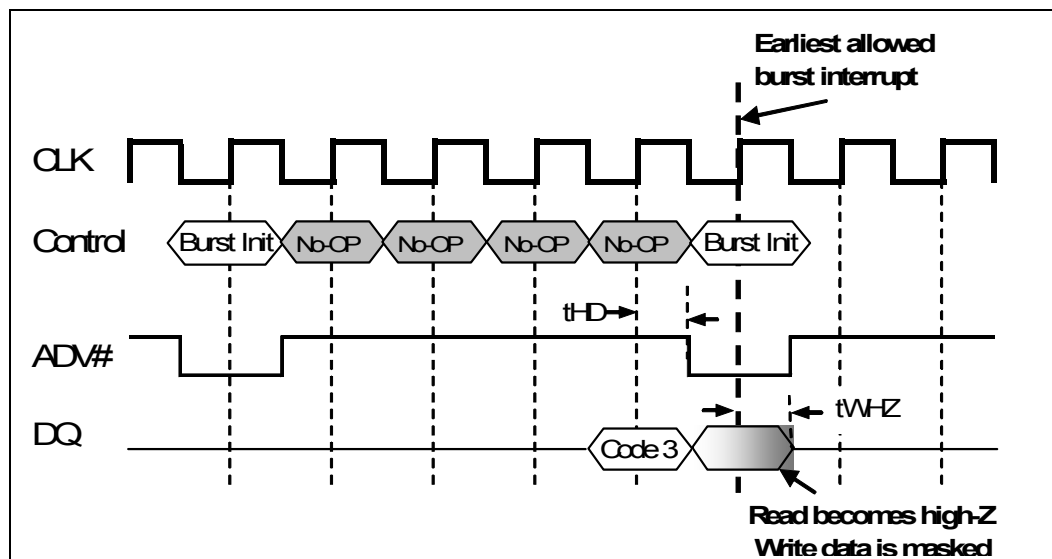 Earliest allowed
burst interrupt
CLK
Control
Burst Init No-OP No-OP No-OP No-OP Burst Init
tHD
ADV#
tWHZ
DQ
Code 3
Read becomes high-Z
Write data is masked